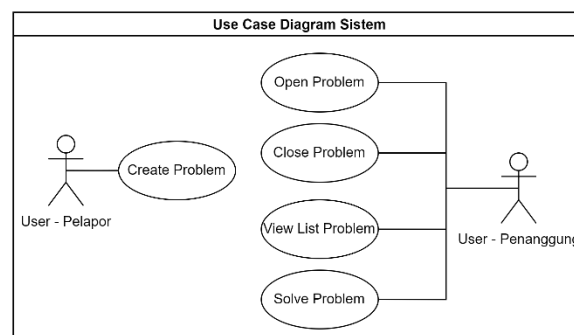 Use Case Diagram Sistem
Open Problem
Close Problem
Create Problem
User - Pelapor
View List Problem
User - Penanggung
Solve Problem